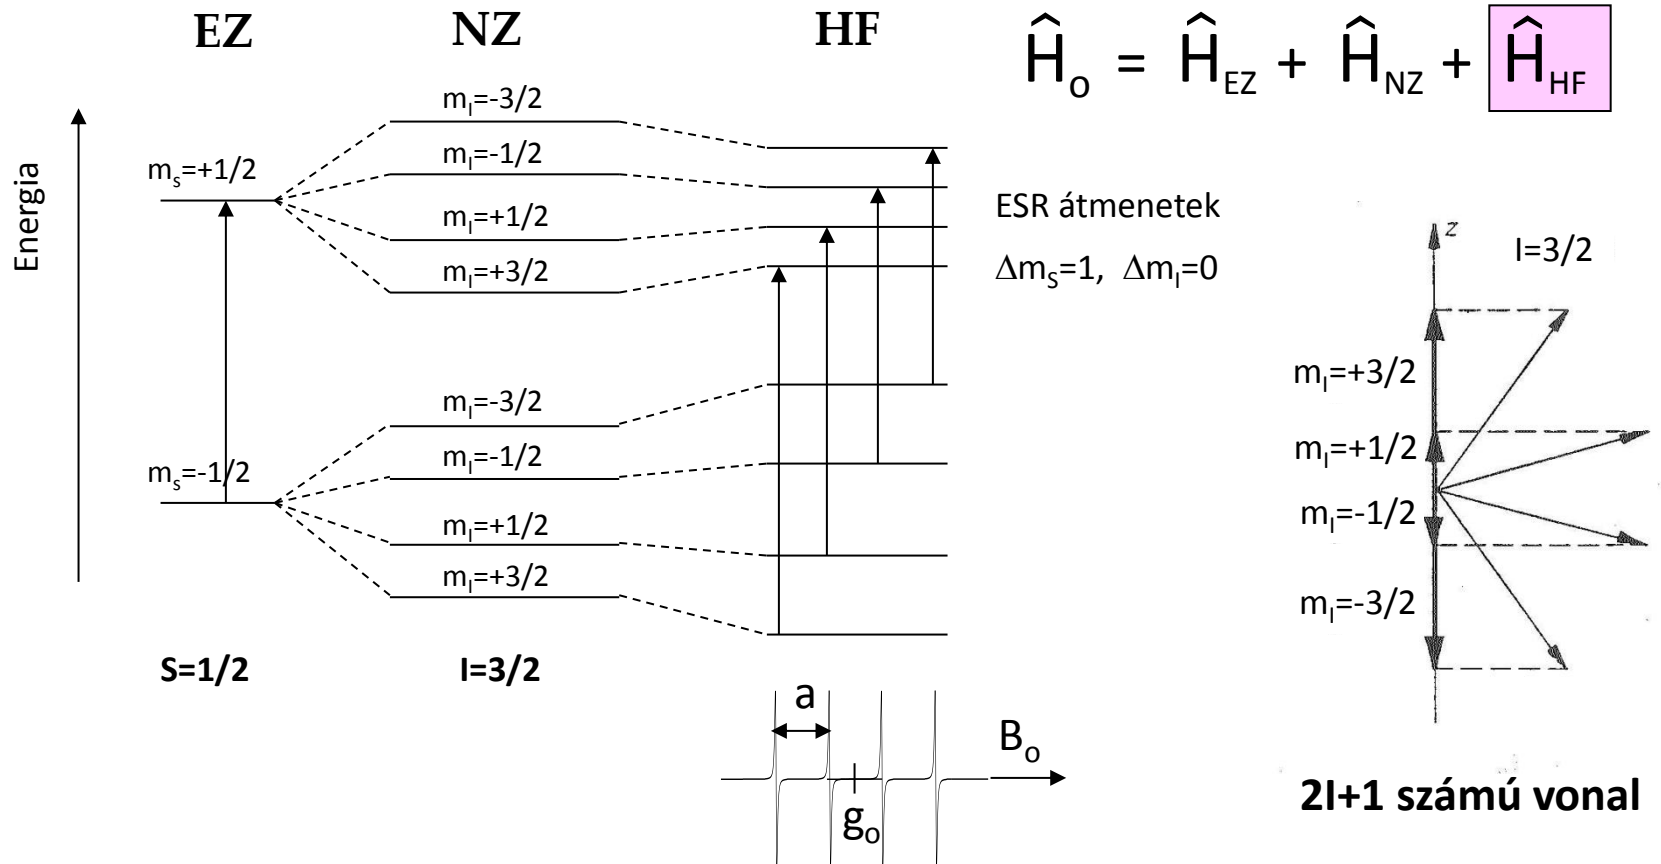 EZ NZ HF
Ĥₒ = Ĥ_EZ + Ĥ_NZ + Ĥ_HF
Energia
mₛ=+1/2
mₛ=-1/2
mI=-3/2
mI=-1/2
mI=+1/2
mI=+3/2
mI=-3/2
mI=-1/2
mI=+1/2
mI=+3/2
S=1/2
I=3/2
ESR átmenetek
ΔmS=1, ΔmI=0
z
I=3/2
mI=+3/2
mI=+1/2
mI=-1/2
mI=-3/2
a
gₒ
Bₒ
2I+1 számú vonal